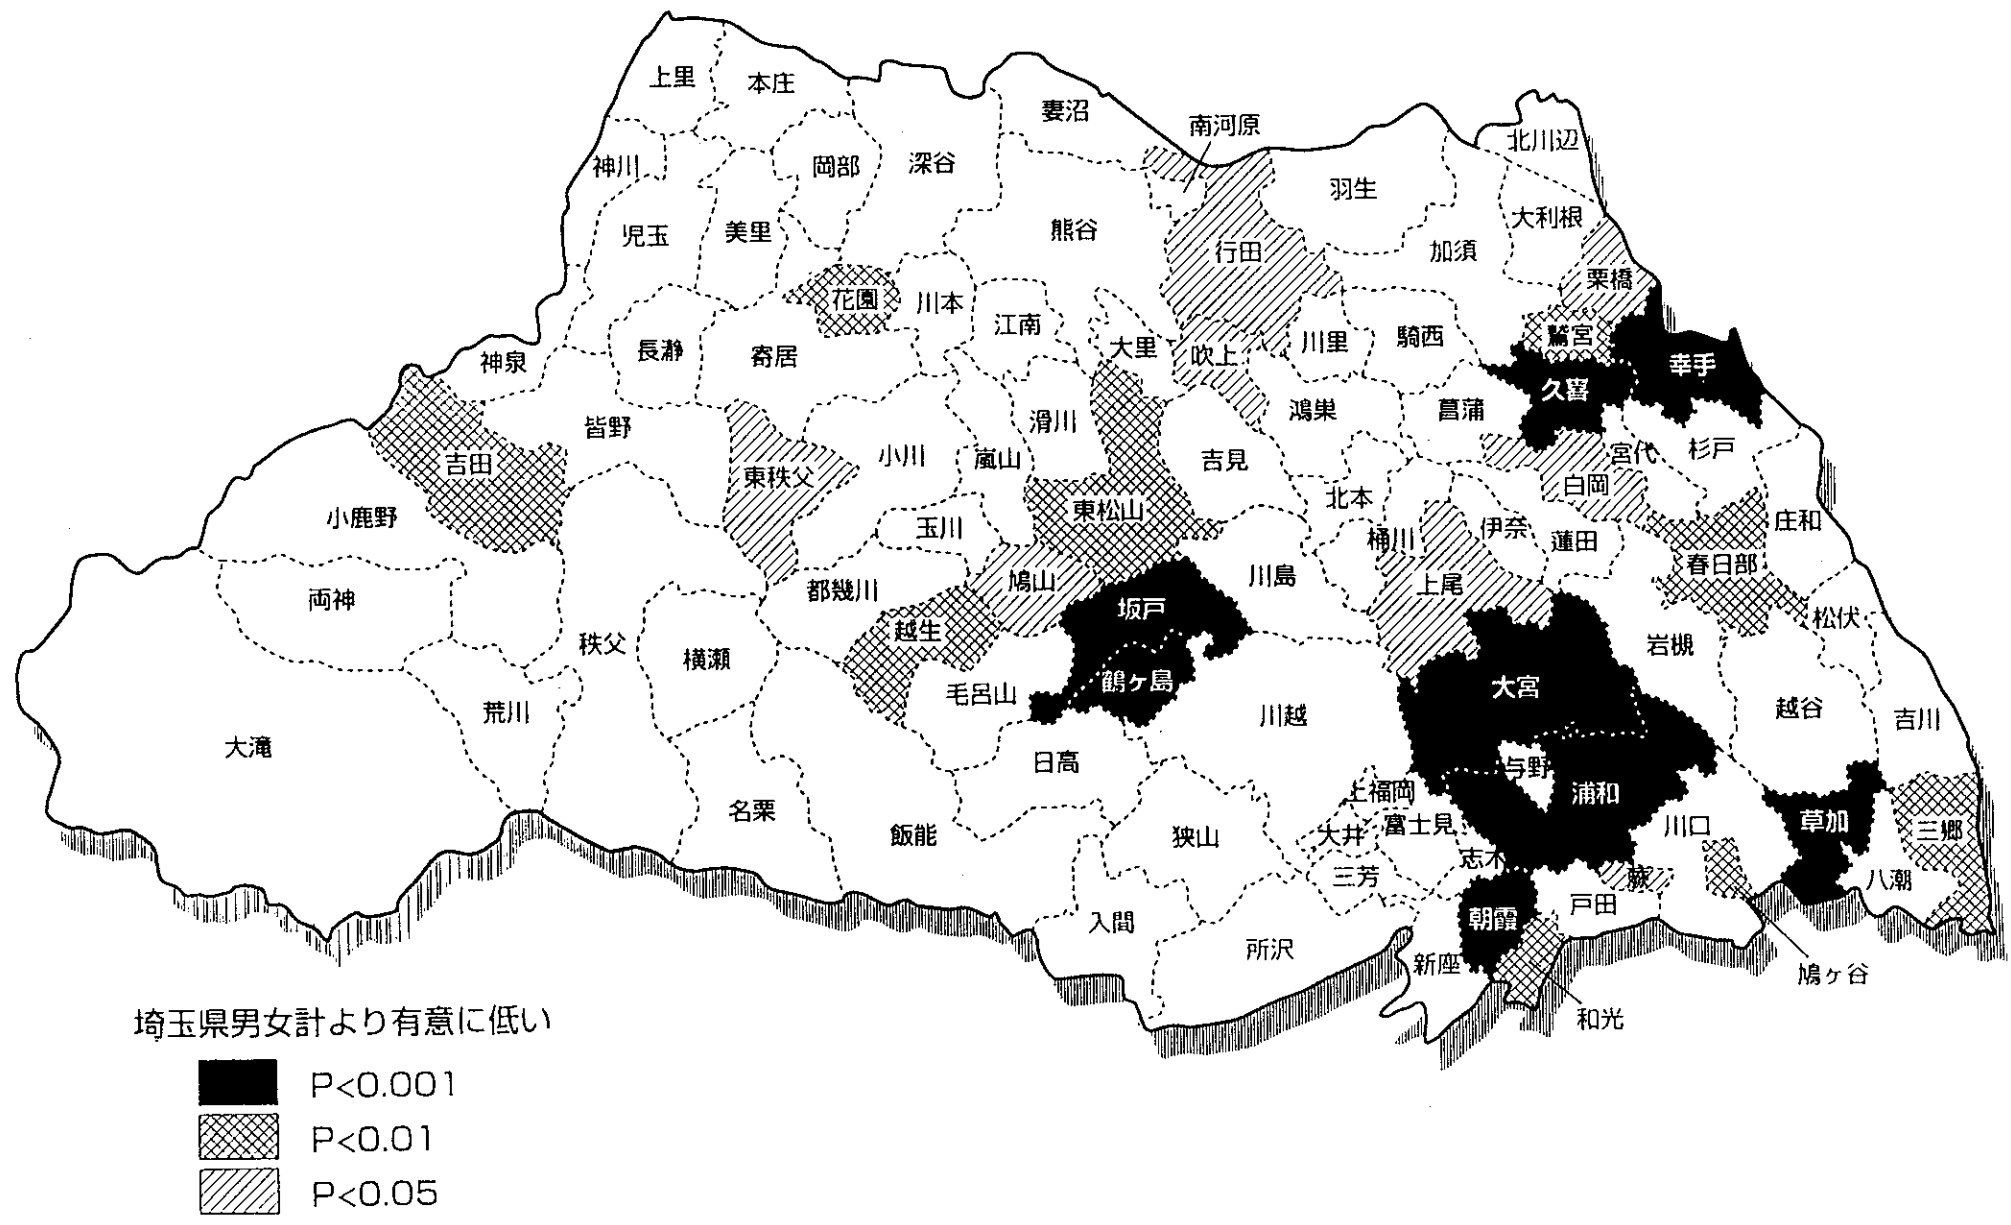 上里
本庄
妻沼
南河原
北川辺
神川
岡部
深谷
羽生
大利根
児玉
美里
熊谷
行田
加須
栗橋
花園
川本
江南
大里
吹上
川里
騎西
鷲宮
幸手
久喜
神泉
長瀞
寄居
皆野
滑川
鴻巣
菖蒲
宮代
杉戸
吉田
東秩父
小川
嵐山
吉見
白岡
小鹿野
玉川
東松山
北本
桶川
伊奈
蓮田
庄和
春日部
両神
都幾川
鳩山
川島
上尾
坂戸
越生
松伏
秩父
横瀬
岩槻
毛呂山
鶴ヶ島
大宮
荒川
川越
越谷
吉川
大滝
日高
与野
浦和
上福岡
名栗
飯能
狭山
大井
富士見
川口
草加
三郷
志木
三芳
蕨
八潮
戸田
朝霞
入間
所沢
新座
鳩ヶ谷
和光
埼玉県男女計より有意に低い
P<0.001
P<0.01
P<0.05